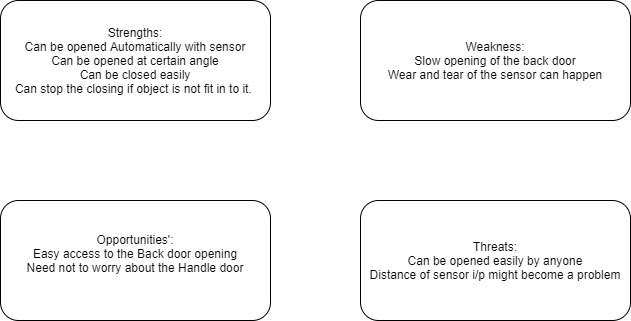 Strengths:
Can be opened Automatically with sensor
Can be opened at certain angle
Can be closed easily
Can stop the closing if object is not fit in to it.
Weakness:
Slow opening of the back door
Wear and tear of the sensor can happen
Opportunities':
Easy access to the Back door opening
Need not to worry about the Handle door
Threats:
Can be opened easily by anyone
Distance of sensor i/p might become a problem